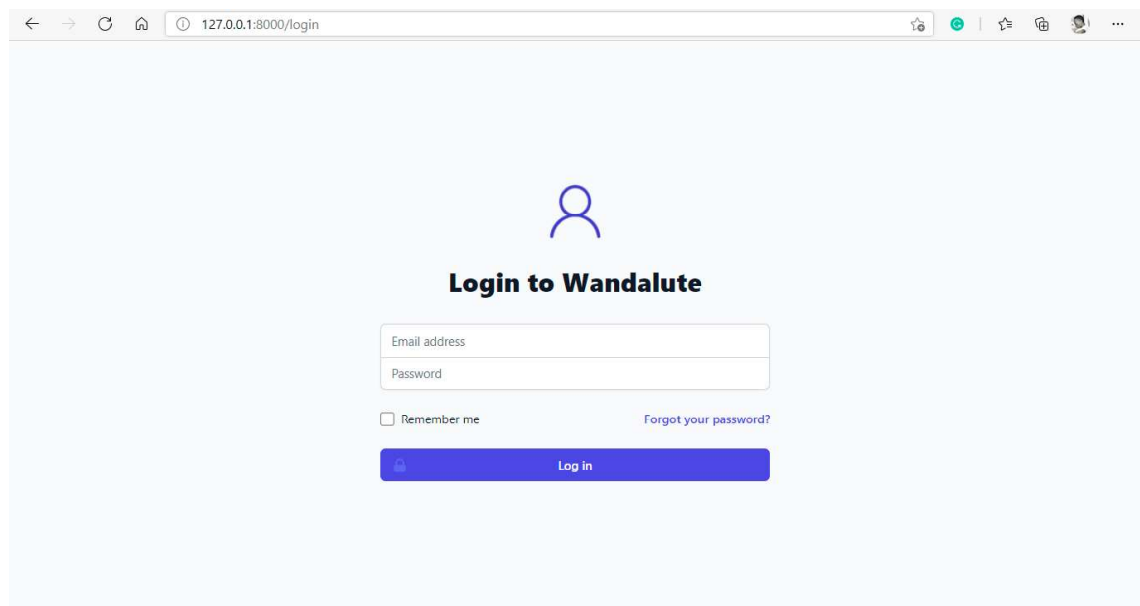 127.0.0.1:8000/login
Login to Wandalute
Email address
Password
Remember me
Forgot your password?
Log in